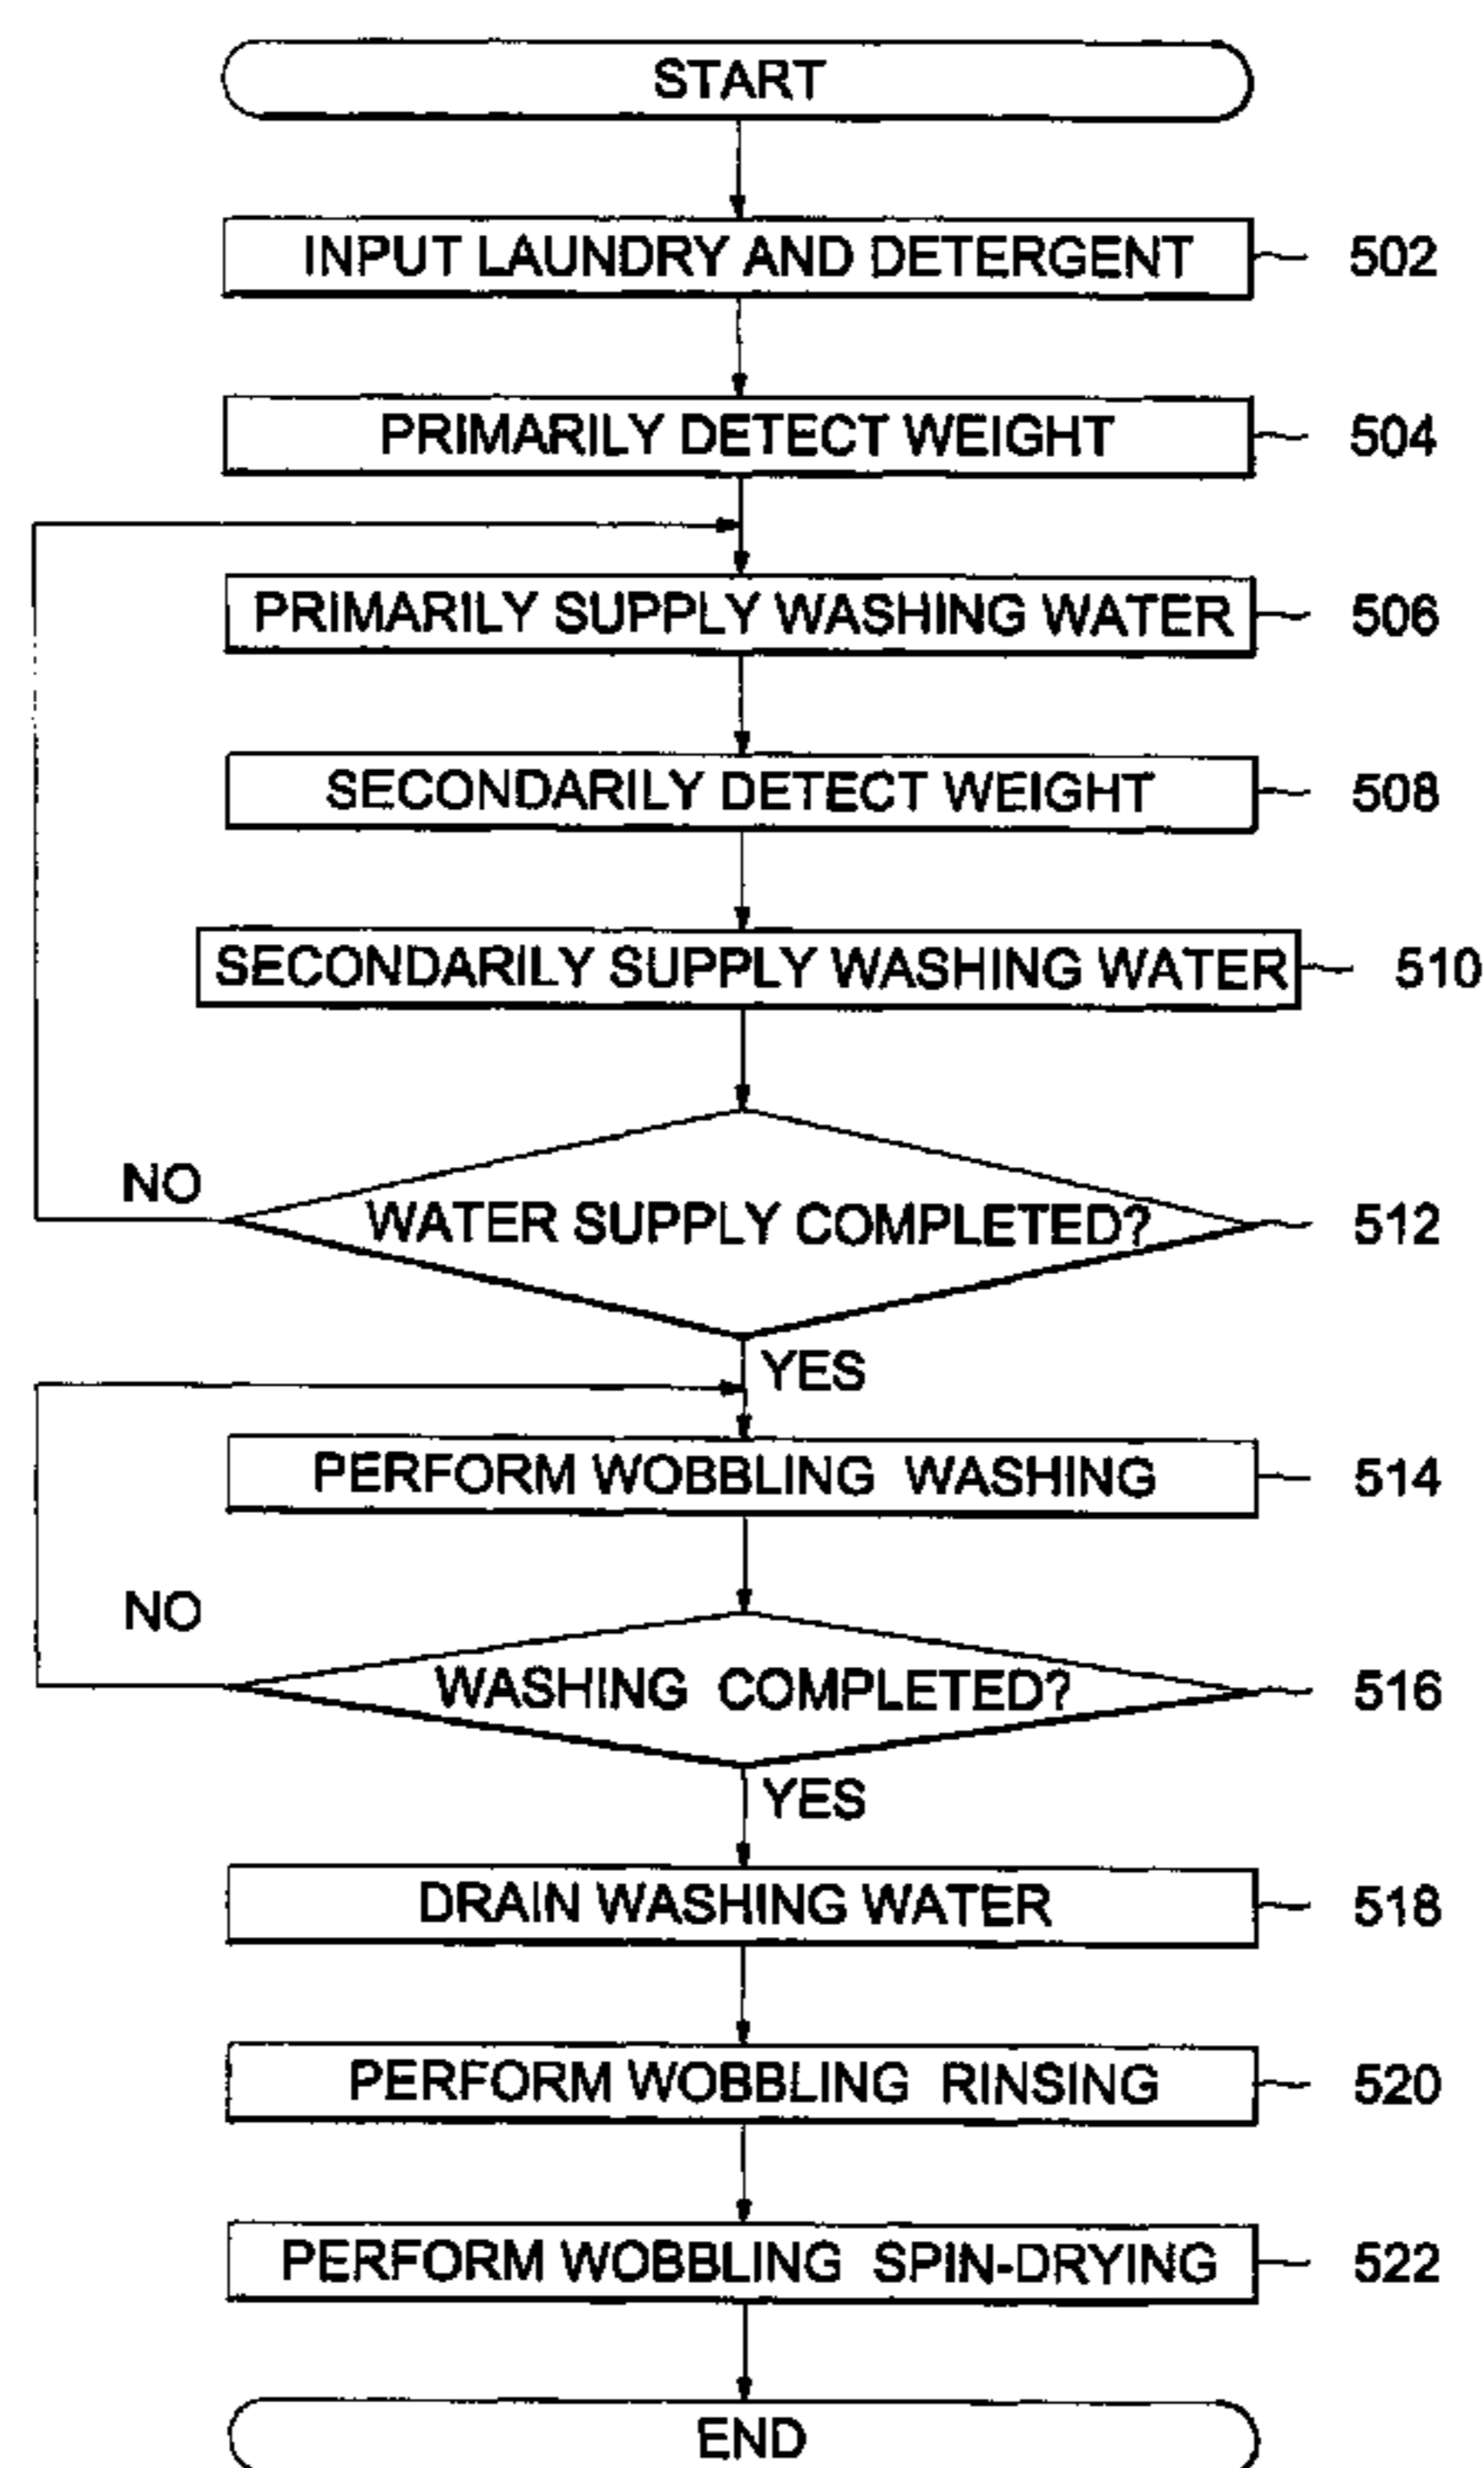 START
INPUT LAUNDRY AND DETERGENT 502
PRIMARILY DETECT WEIGHT 504
PRIMARILY SUPPLY WASHING WATER 506
SECONDARILY DETECT WEIGHT 508
SECONDARILY SUPPLY WASHING WATER 510
NO
WATER SUPPLY COMPLETED? 512
YES
PERFORM WOBBLING WASHING 514
NO
WASHING COMPLETED? 516
YES
DRAIN WASHING WATER 518
PERFORM WOBBLING RINSING 520
PERFORM WOBBLING SPIN-DRYING 522
END